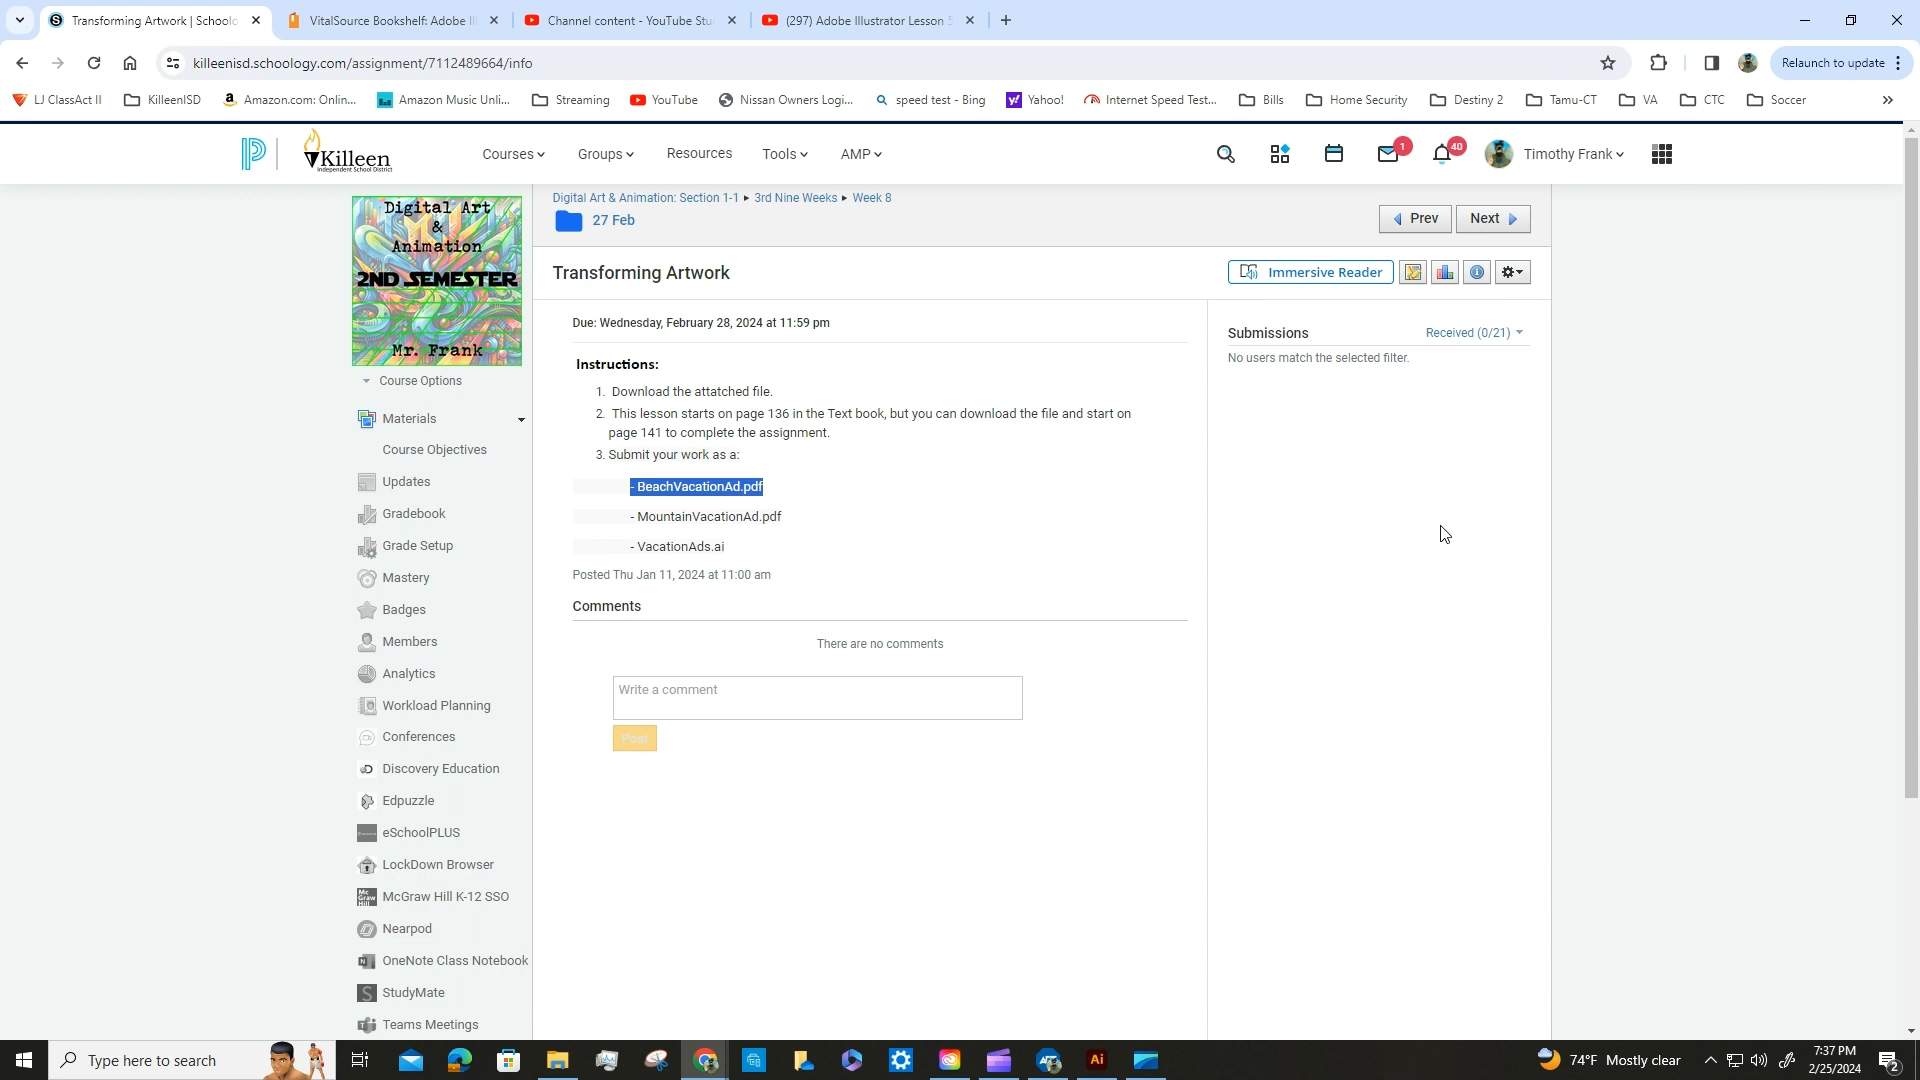 Transforming Artwork | Schoolo
VitalSource Bookshelf: Adobe Ill
Channel content - YouTube Stu
(297) Adobe Illustrator Lesson 5
killeenisd.schoology.com/assignment/7112489664/info
Relaunch to update
LJ ClassAct II
KilleenISD
Amazon.com: Onlin...
Amazon Music Unli...
Streaming
YouTube
Nissan Owners Logi...
speed test - Bing
Yahoo!
Internet Speed Test...
Bills
Home Security
Destiny 2
Tamu-CT
VA
CTC
Soccer
Killeen
Independent School District
Courses
Groups
Resources
Tools
AMP
1
40
Timothy Frank
Digital Art
&
Animation
2ND SEMESTER
Mr. Frank
Digital Art & Animation: Section 1-1 ▸ 3rd Nine Weeks ▸ Week 8
27 Feb
Prev
Next
Transforming Artwork
Immersive Reader
Due: Wednesday, February 28, 2024 at 11:59 pm
Instructions:
1. Download the attatched file.
2. This lesson starts on page 136 in the Text book, but you can download the file and start on
page 141 to complete the assignment.
3. Submit your work as a:
- BeachVacationAd.pdf
- MountainVacationAd.pdf
- VacationAds.ai
Posted Thu Jan 11, 2024 at 11:00 am
Comments
There are no comments
Write a comment
Post
Submissions
Received (0/21)
No users match the selected filter.
Course Options
Materials
Course Objectives
Updates
Gradebook
Grade Setup
Mastery
Badges
Members
Analytics
Workload Planning
Conferences
Discovery Education
Edpuzzle
eSchoolPLUS
LockDown Browser
McGraw Hill K-12 SSO
Nearpod
OneNote Class Notebook
StudyMate
Teams Meetings
Type here to search
Ai
74°F Mostly clear
7:37 PM
2/25/2024
2